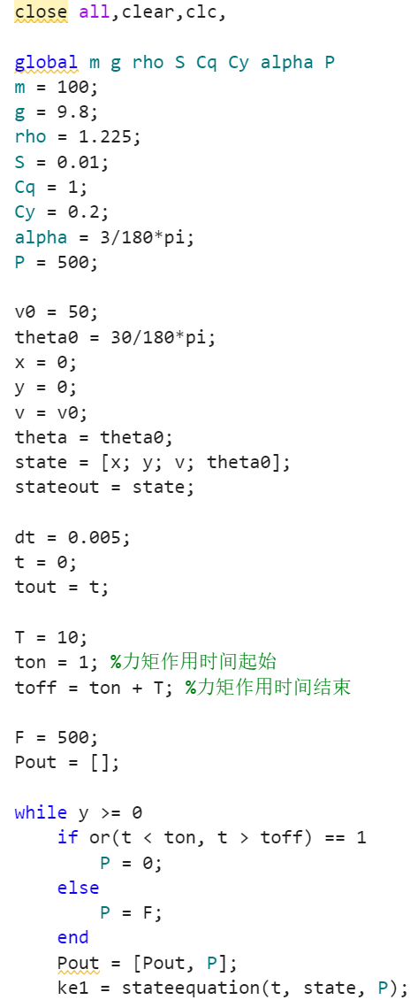 close all,clear,clc,
global m g rho S Cq Cy alpha P
m = 100;
g = 9.8;
rho = 1.225;
S = 0.01;
Cq = 1;
Cy = 0.2;
alpha = 3/180*pi;
P = 500;
v0 = 50;
theta0 = 30/180*pi;
x = 0;
y = 0;
v = v0;
theta = theta0;
state = [x; y; v; theta0];
stateout = state;
dt = 0.005;
t = 0;
tout = t;
T = 10;
ton = 1; %力矩作用时间起始
toff = ton + T; %力矩作用时间结束
F = 500;
Pout = [];
while y >= 0
    if or(t < ton, t > toff) == 1
        P = 0;
    else
        P = F;
    end
    Pout = [Pout, P];
    ke1 = stateequation(t, state, P);